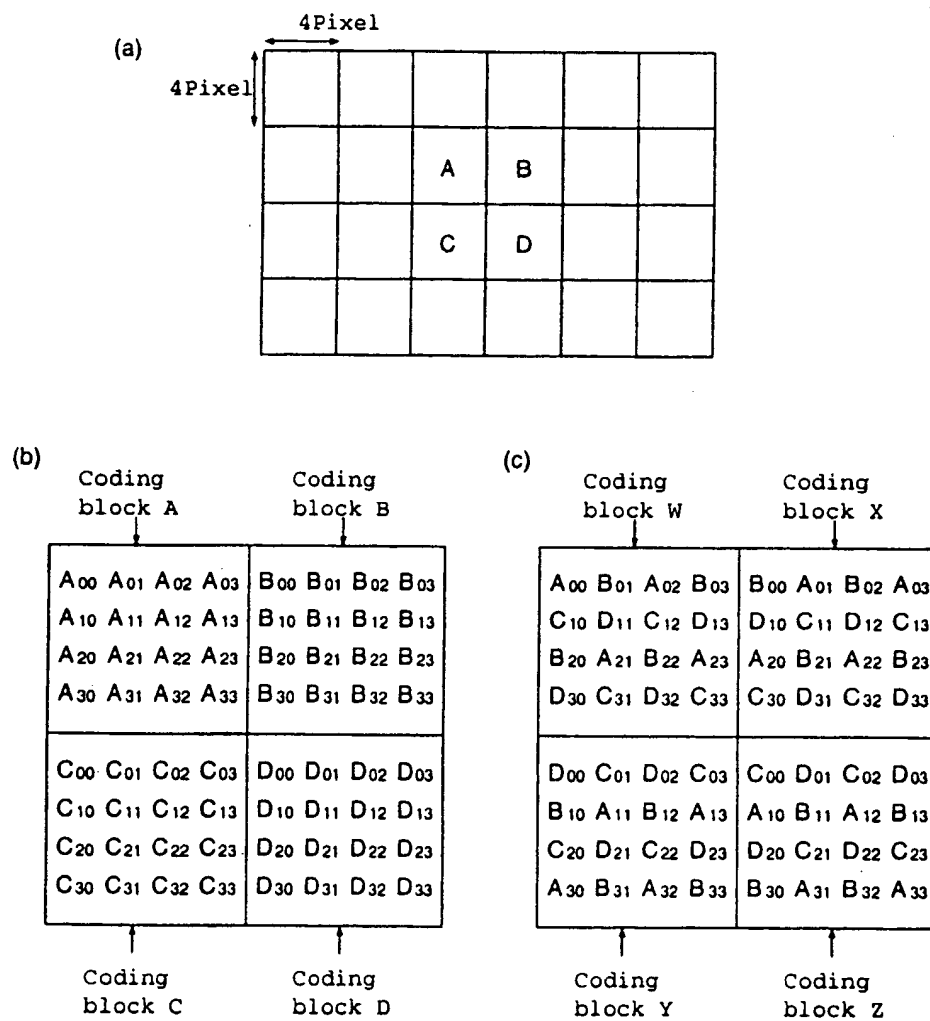 4Pixel
(a)
4Pixel
A B
C D
(b)
Coding
block A
Coding
block B
A00 A01 A02 A03 B00 B01 B02 B03
A10 A11 A12 A13 B10 B11 B12 B13
A20 A21 A22 A23 B20 B21 B22 B23
A30 A31 A32 A33 B30 B31 B32 B33
C00 C01 C02 C03 D00 D01 D02 D03
C10 C11 C12 C13 D10 D11 D12 D13
C20 C21 C22 C23 D20 D21 D22 D23
C30 C31 C32 C33 D30 D31 D32 D33
Coding
block C
Coding
block D
(c)
Coding
block W
Coding
block X
A00 B01 A02 B03 B00 A01 B02 A03
C10 D11 C12 D13 D10 C11 D12 C13
B20 A21 B22 A23 A20 B21 A22 B23
D30 C31 D32 C33 C30 D31 C32 D33
D00 C01 D02 C03 C00 D01 C02 D03
B10 A11 B12 A13 A10 B11 A12 B13
C20 D21 C22 D23 D20 C21 D22 C23
A30 B31 A32 B33 B30 A31 B32 A33
Coding
block Y
Coding
block Z